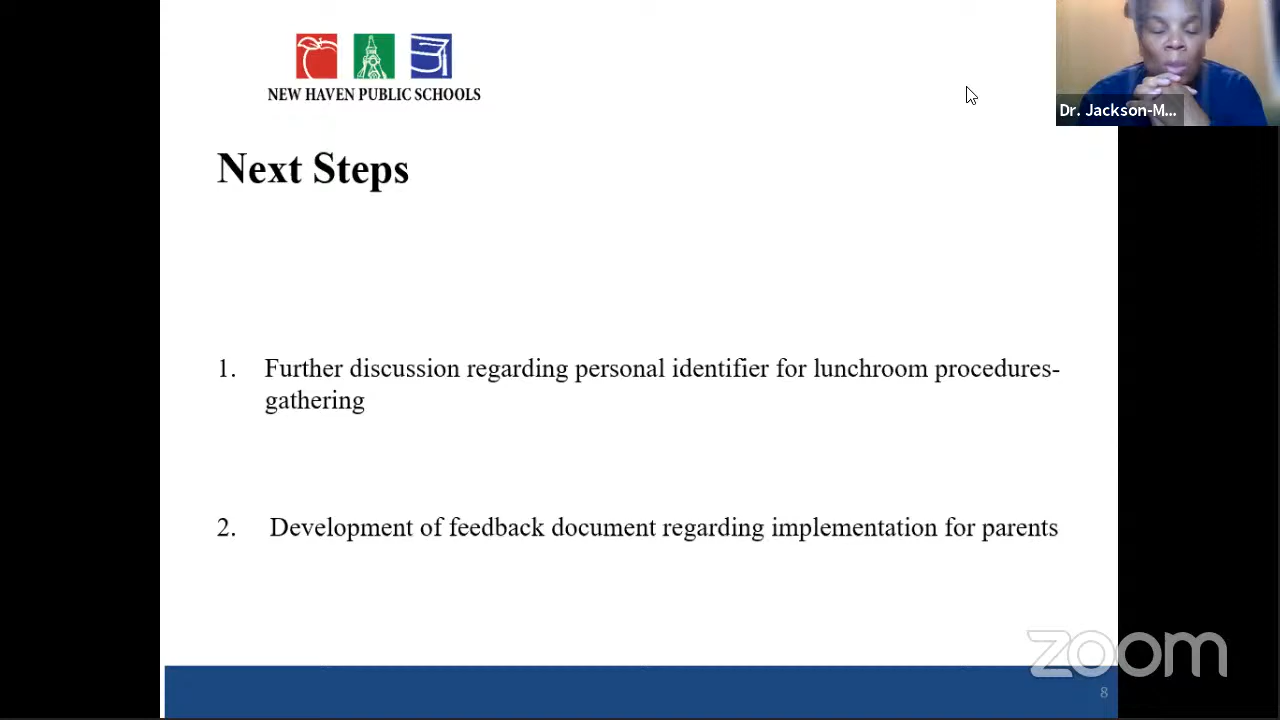 NEW HAVEN PUBLIC SCHOOLS
Dr. Jackson-M...
Next Steps
1. Further discussion regarding personal identifier for lunchroom procedures-
gathering
2. Development of feedback document regarding implementation for parents
zoom
8